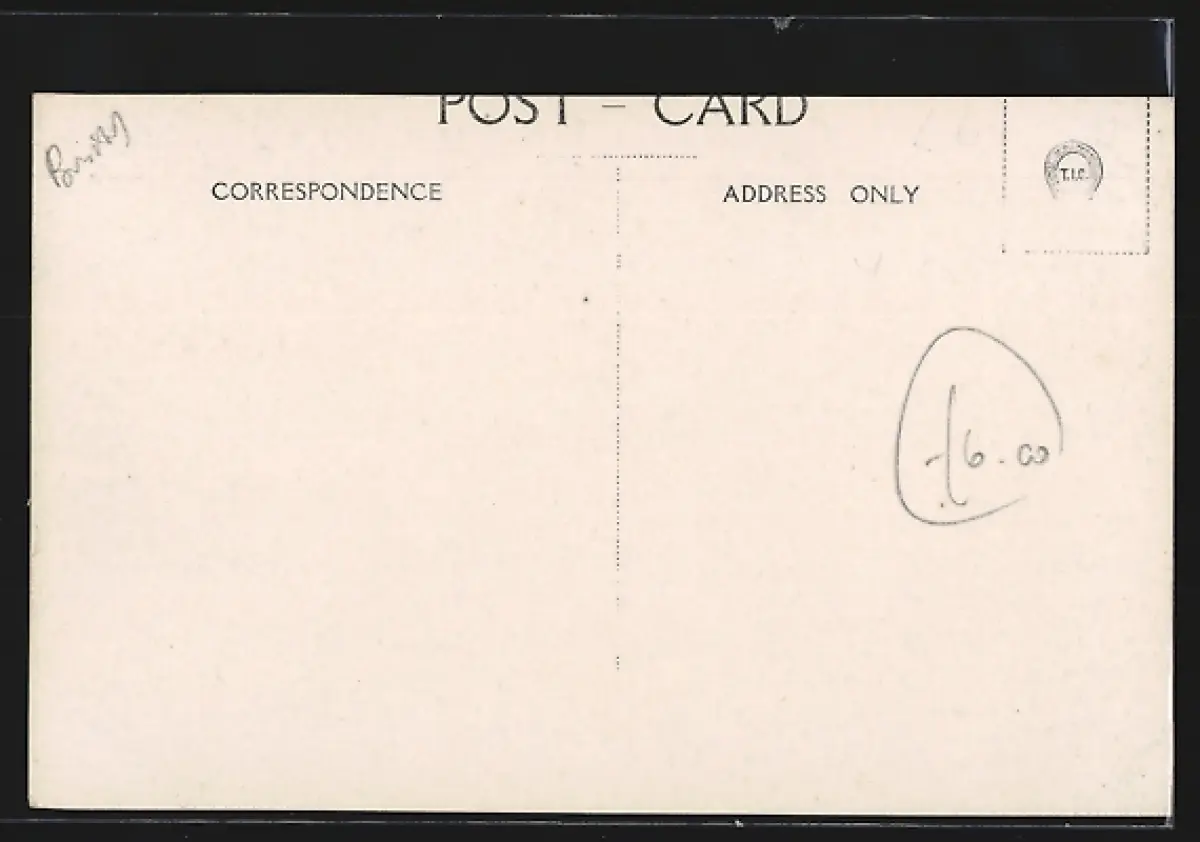 POST - CARD
CORRESPONDENCE
ADDRESS ONLY
T.I.C.
£6.00